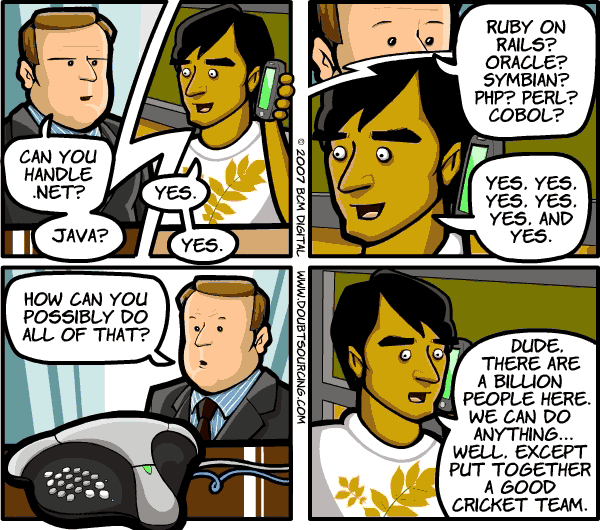 CAN YOU
HANDLE
.NET?
JAVA?
YES.
YES.
© 2007 BCM DIGITAL
RUBY ON
RAILS?
ORACLE?
SYMBIAN?
PHP? PERL?
COBOL?
YES. YES.
YES. YES.
YES. AND
YES.
HOW CAN YOU
POSSIBLY DO
ALL OF THAT?
WWW.DOUBTSOURCING.COM
DUDE,
THERE ARE
A BILLION
PEOPLE HERE.
WE CAN DO
ANYTHING...
WELL, EXCEPT
PUT TOGETHER
A GOOD
CRICKET TEAM.